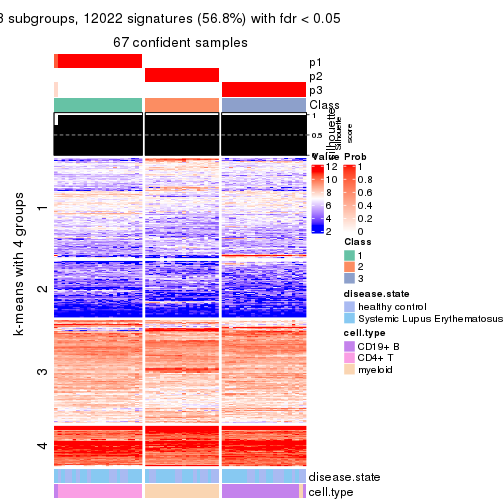 3 subgroups, 12022 signatures (56.8%) with fdr < 0.05
67 confident samples
p1
p2
p3
Class
1
0.5
0
Silhouette
score
silhouette
Value
12
10
8
6
4
2
Prob
1
0.8
0.6
0.4
0.2
0
Class
1
2
3
disease.state
healthy control
Systemic Lupus Erythematosus
cell.type
CD19+ B
CD4+ T
myeloid
k-means with 4 groups
1
2
3
4
disease.state
cell.type